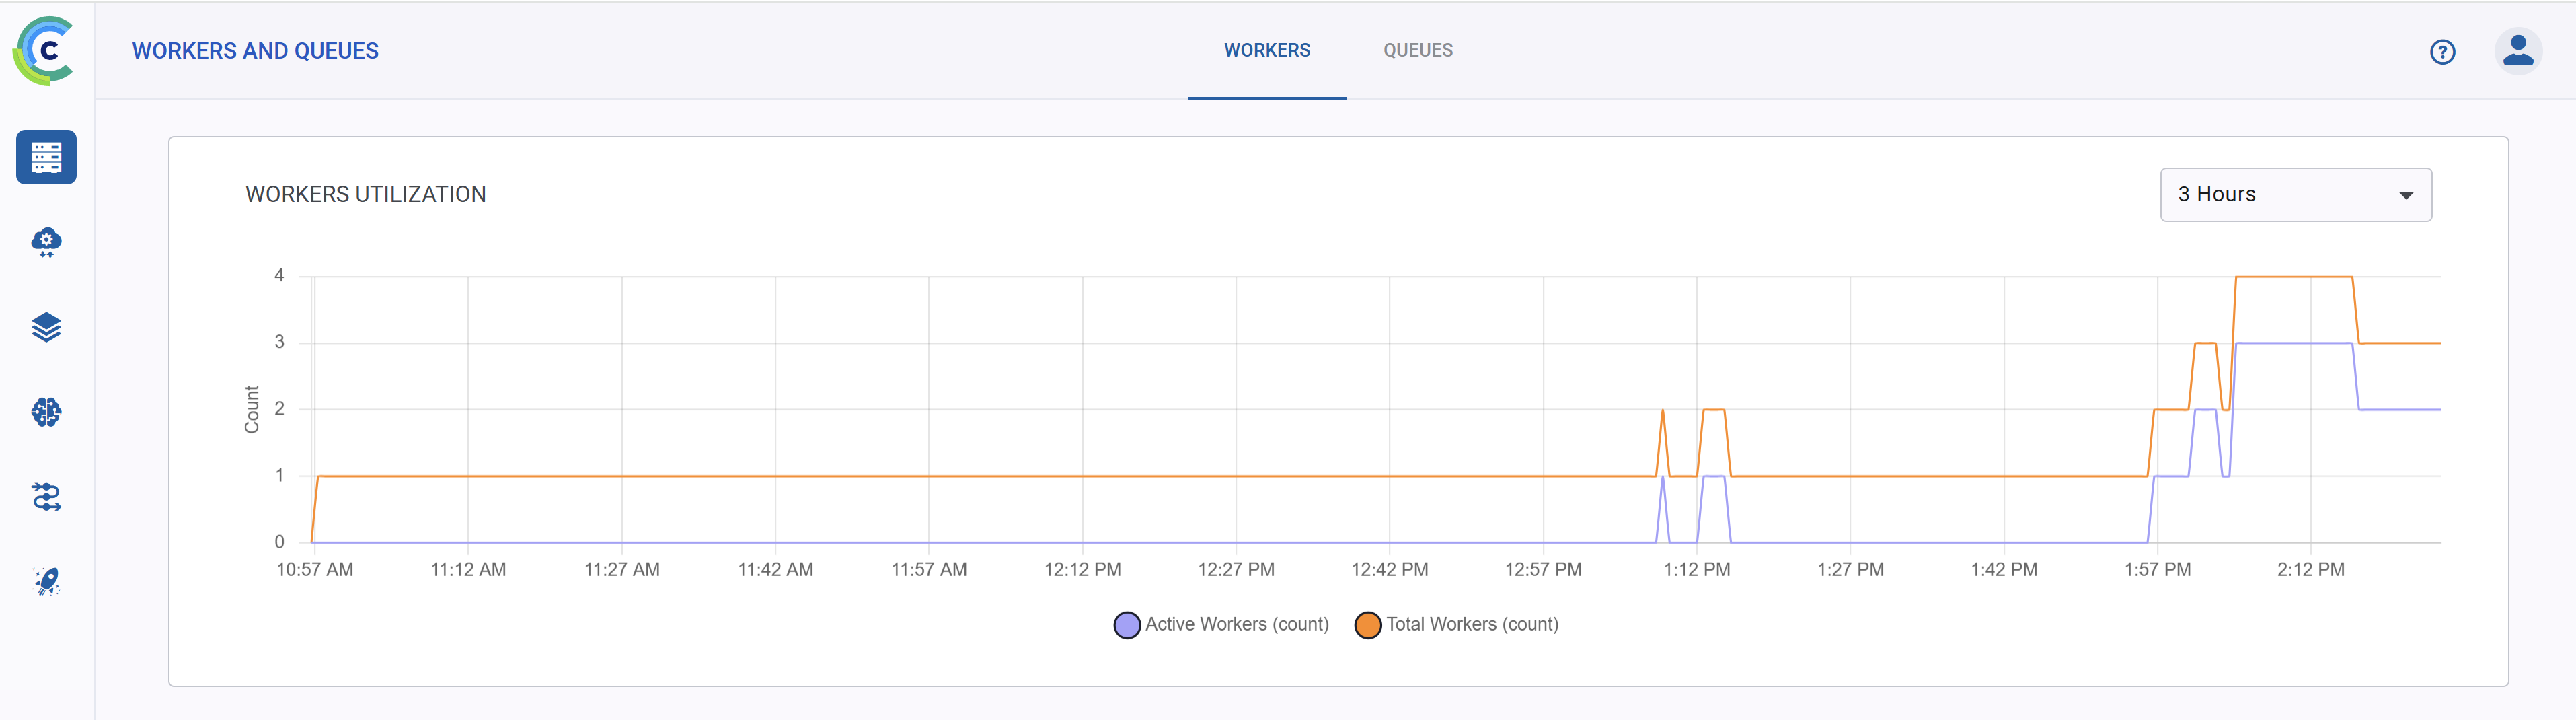 C
WORKERS AND QUEUES
WORKERS
QUEUES
?
WORKERS UTILIZATION
3 Hours
Count
4
3
2
1
0
10:57 AM 11:12 AM 11:27 AM 11:42 AM 11:57 AM 12:12 PM 12:27 PM 12:42 PM 12:57 PM 1:12 PM 1:27 PM 1:42 PM 1:57 PM 2:12 PM
Active Workers (count) Total Workers (count)